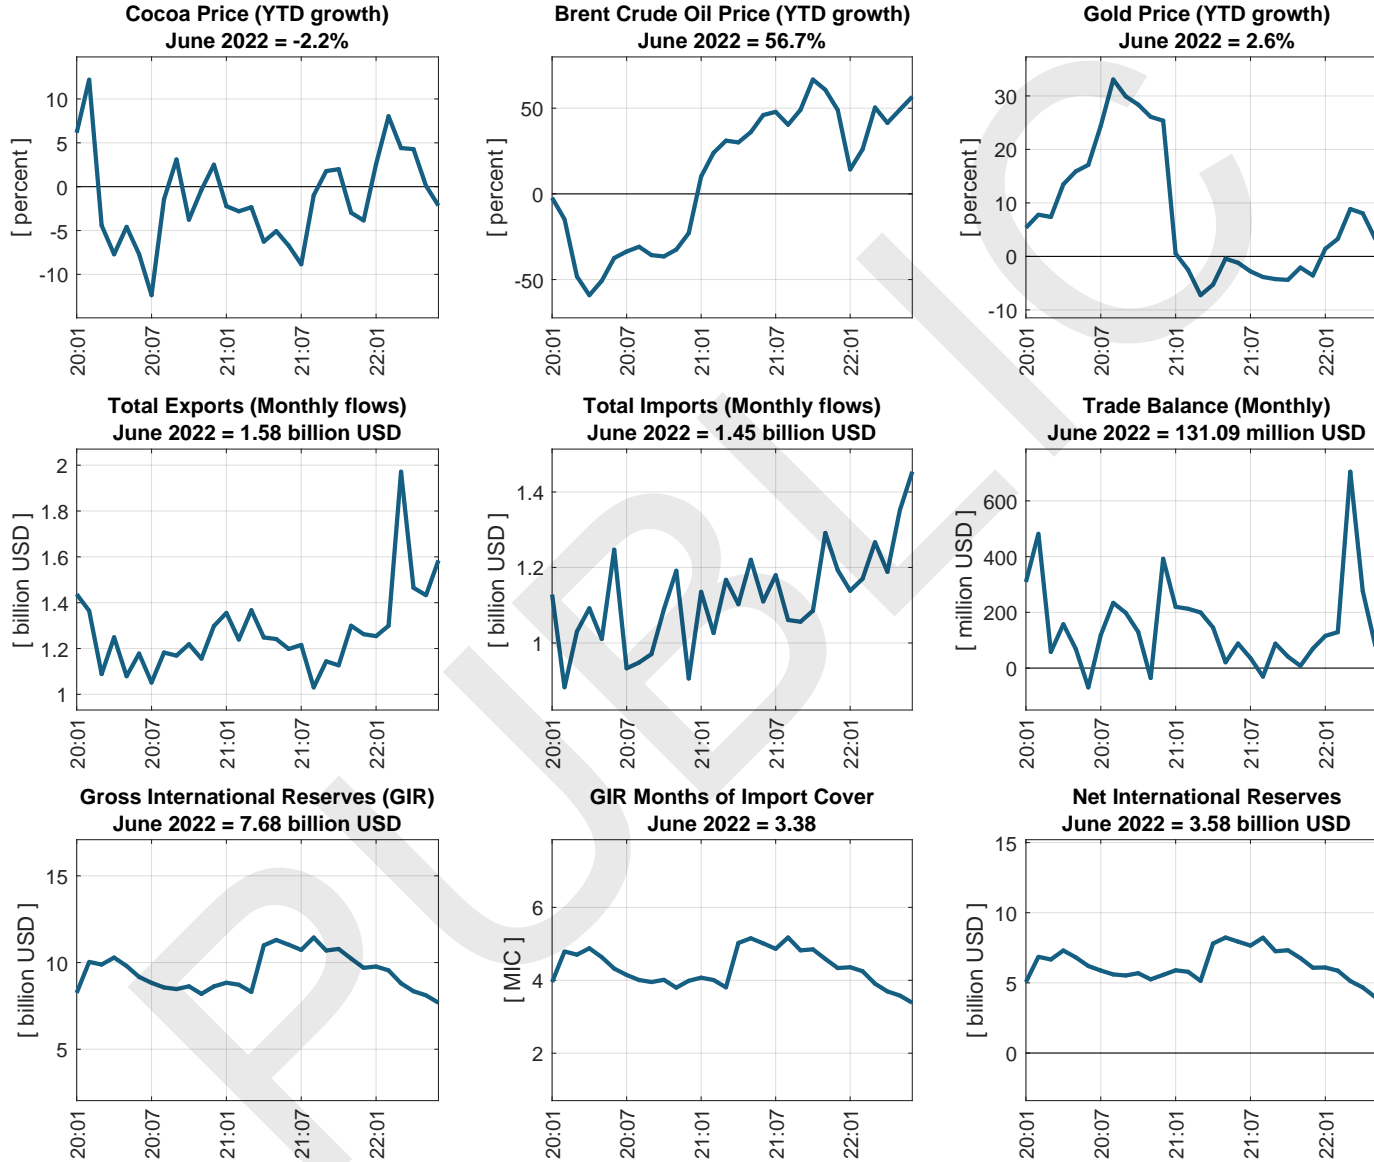 Cocoa Price (YTD growth)
June 2022 = -2.2%
[ percent ]
10
5
0
-5
-10
20:01
20:07
21:01
21:07
22:01
Brent Crude Oil Price (YTD growth)
June 2022 = 56.7%
[ percent ]
50
0
-50
20:01
20:07
21:01
21:07
22:01
Gold Price (YTD growth)
June 2022 = 2.6%
[ percent ]
30
20
10
0
-10
20:01
20:07
21:01
21:07
22:01
Total Exports (Monthly flows)
June 2022 = 1.58 billion USD
[ billion USD ]
2
1.8
1.6
1.4
1.2
1
20:01
20:07
21:01
21:07
22:01
Total Imports (Monthly flows)
June 2022 = 1.45 billion USD
[ billion USD ]
1.4
1.2
1
20:01
20:07
21:01
21:07
22:01
Trade Balance (Monthly)
June 2022 = 131.09 million USD
[ million USD ]
600
400
200
0
20:01
20:07
21:01
21:07
22:01
Gross International Reserves (GIR)
June 2022 = 7.68 billion USD
[ billion USD ]
15
10
5
20:01
20:07
21:01
21:07
22:01
GIR Months of Import Cover
June 2022 = 3.38
[ MIC ]
6
4
2
20:01
20:07
21:01
21:07
22:01
Net International Reserves
June 2022 = 3.58 billion USD
[ billion USD ]
15
10
5
0
20:01
20:07
21:01
21:07
22:01
PUBLIC